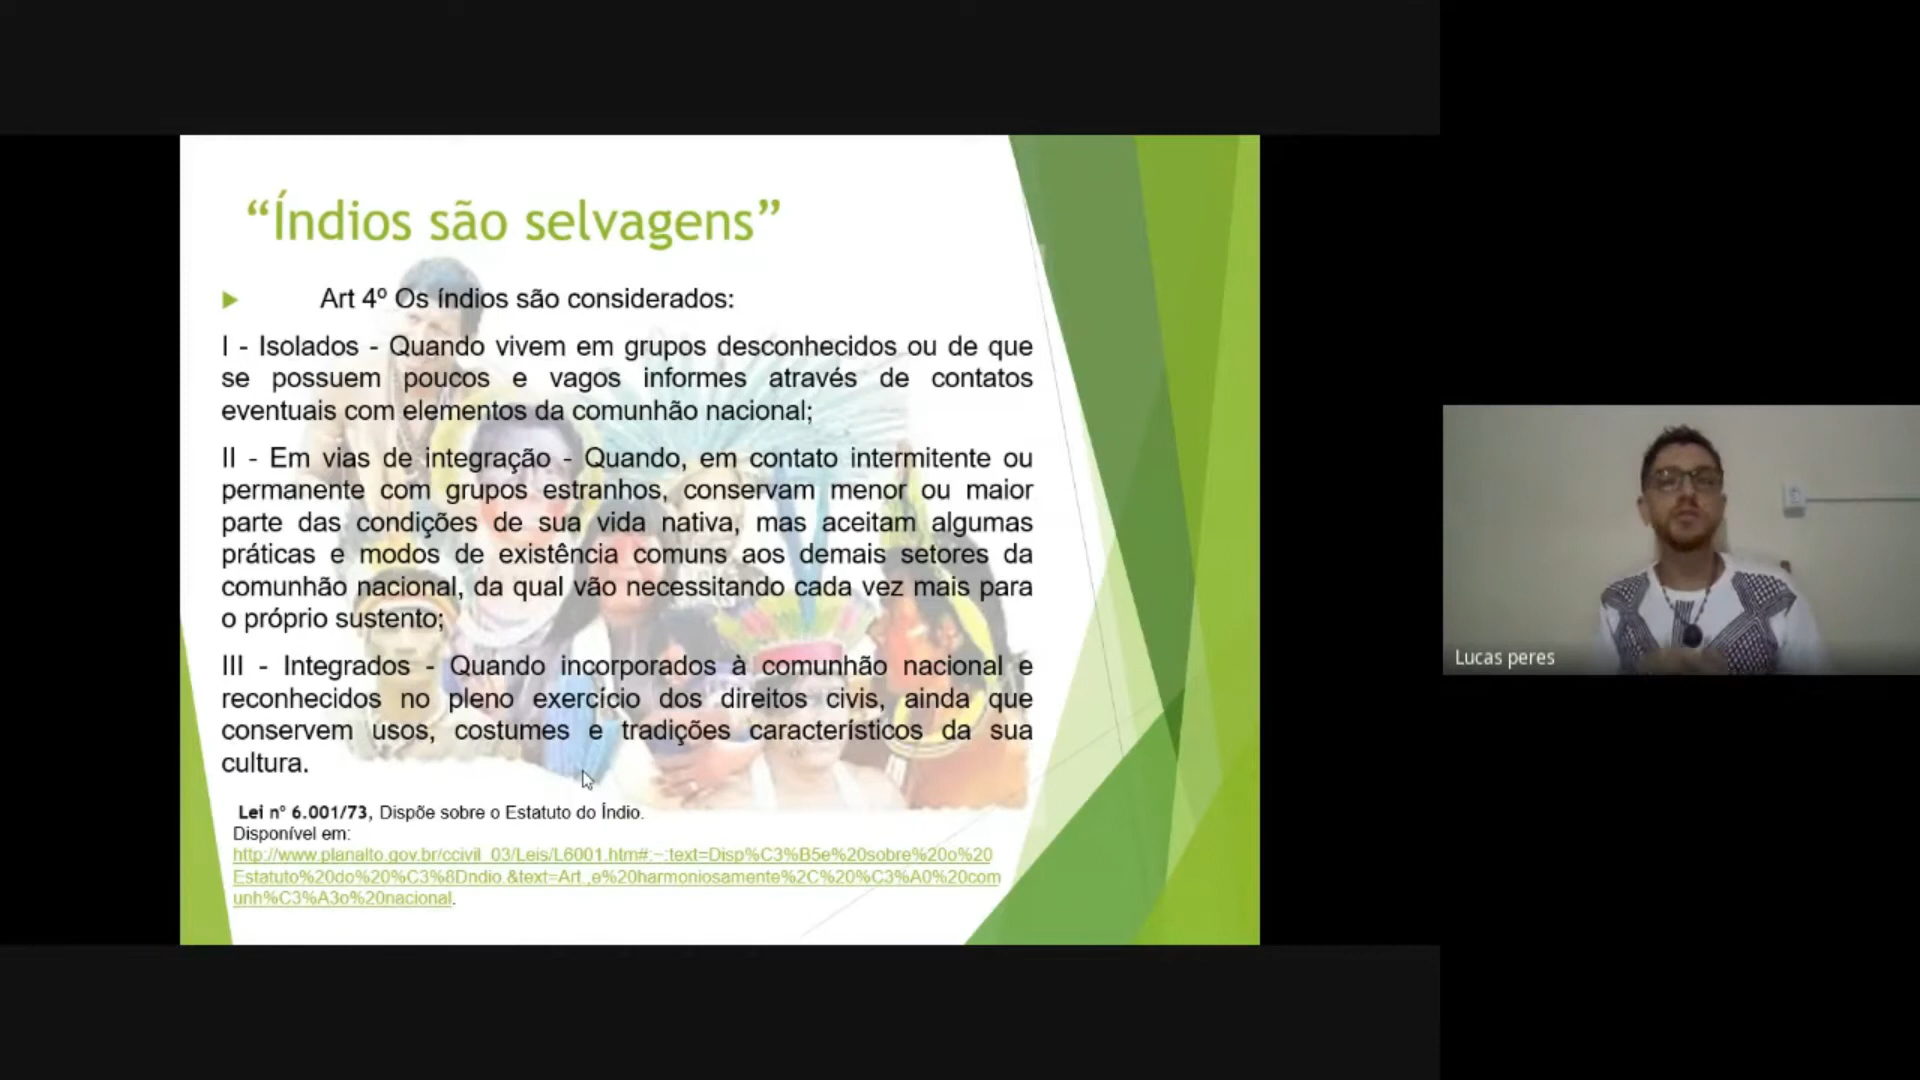 “Índios são selvagens”
Art 4º Os índios são considerados:
I - Isolados - Quando vivem em grupos desconhecidos ou de que
se possuem poucos e vagos informes através de contatos
eventuais com elementos da comunhão nacional;
II - Em vias de integração - Quando, em contato intermitente ou
permanente com grupos estranhos, conservam menor ou maior
parte das condições de sua vida nativa, mas aceitam algumas
práticas e modos de existência comuns aos demais setores da
comunhão nacional, da qual vão necessitando cada vez mais para
o próprio sustento;
III - Integrados - Quando incorporados à comunhão nacional e
reconhecidos no pleno exercício dos direitos civis, ainda que
conservem usos, costumes e tradições característicos da sua
cultura.
Lei nº 6.001/73, Dispõe sobre o Estatuto do Índio.
Disponível em:
http://www.planalto.gov.br/ccivil_03/Leis/L6001.htm#:~:text=Disp%C3%B5e%20sobre%20o%20
Estatuto%20do%20%C3%8Dndio.&text=Art.,e%20harmoniosamente%2C%20%C3%A0%20com
unh%C3%A3o%20nacional.
Lucas peres